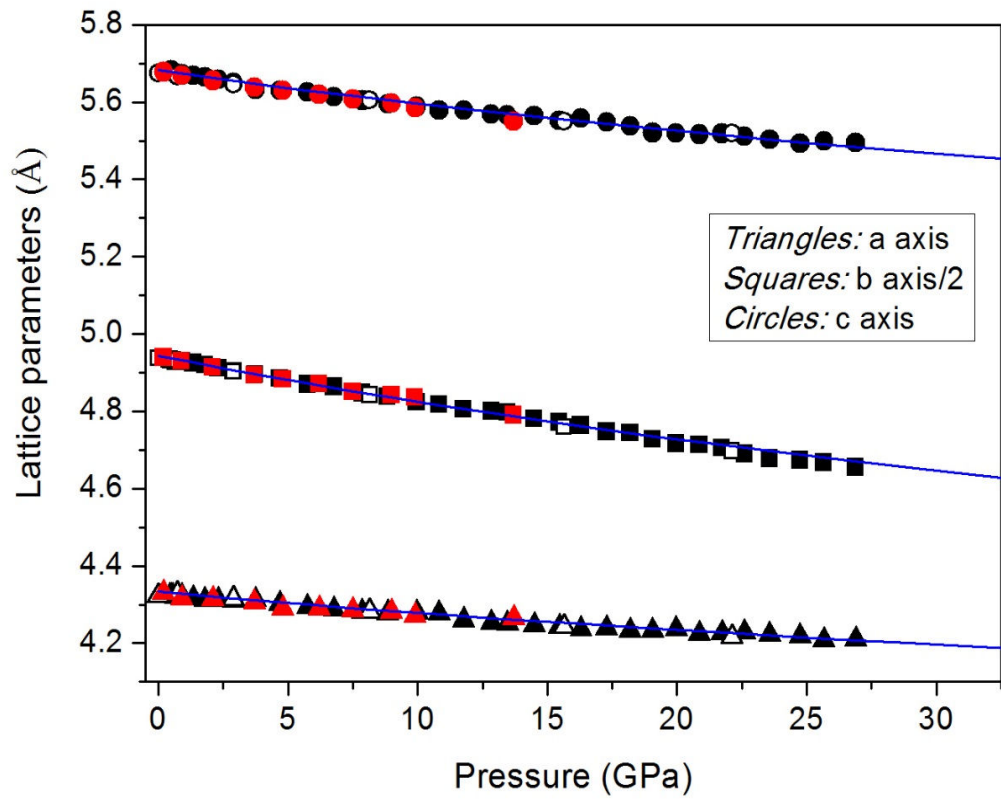 5.8
5.6
5.4
5.2
5.0
4.8
4.6
4.4
4.2
Lattice parameters (Å)
Triangles: a axis
Squares: b axis/2
Circles: c axis
0 5 10 15 20 25 30
Pressure (GPa)